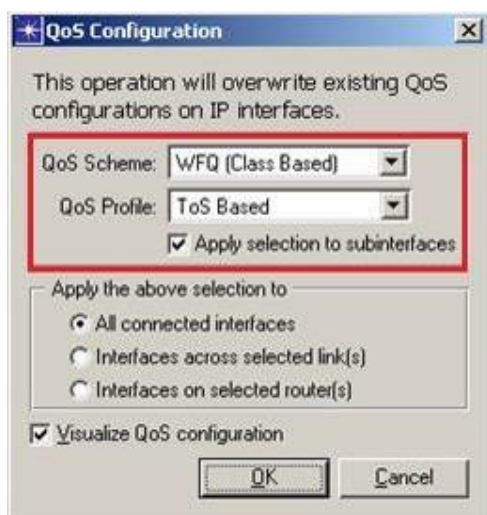 QoS Configuration
This operation will overwrite existing QoS
configurations on IP interfaces.
QoS Scheme: WFQ (Class Based)
QoS Profile: ToS Based
Apply selection to subinterfaces
Apply the above selection to
All connected interfaces
Interfaces across selected link(s)
Interfaces on selected router(s)
Visualize QoS configuration
OK Cancel